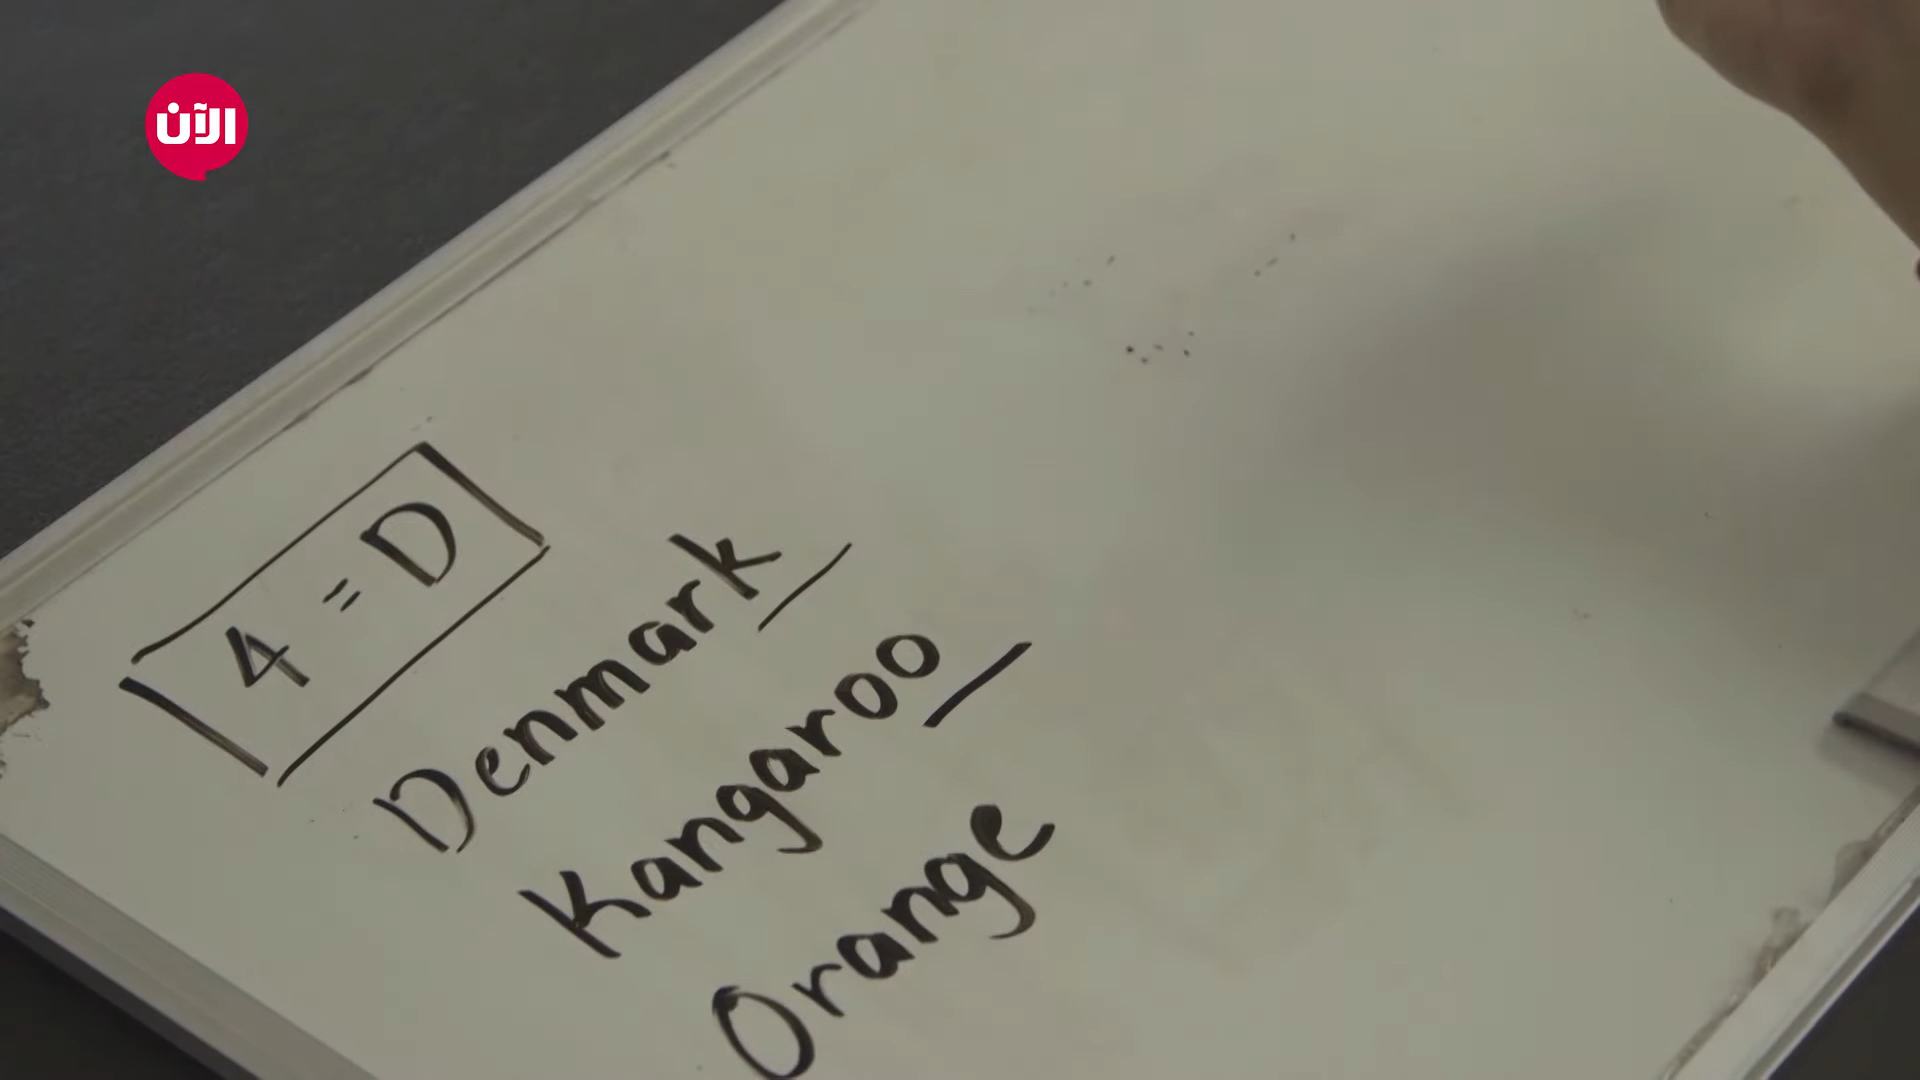 الآن
4 = D
Denmark
Kangaroo
Orange